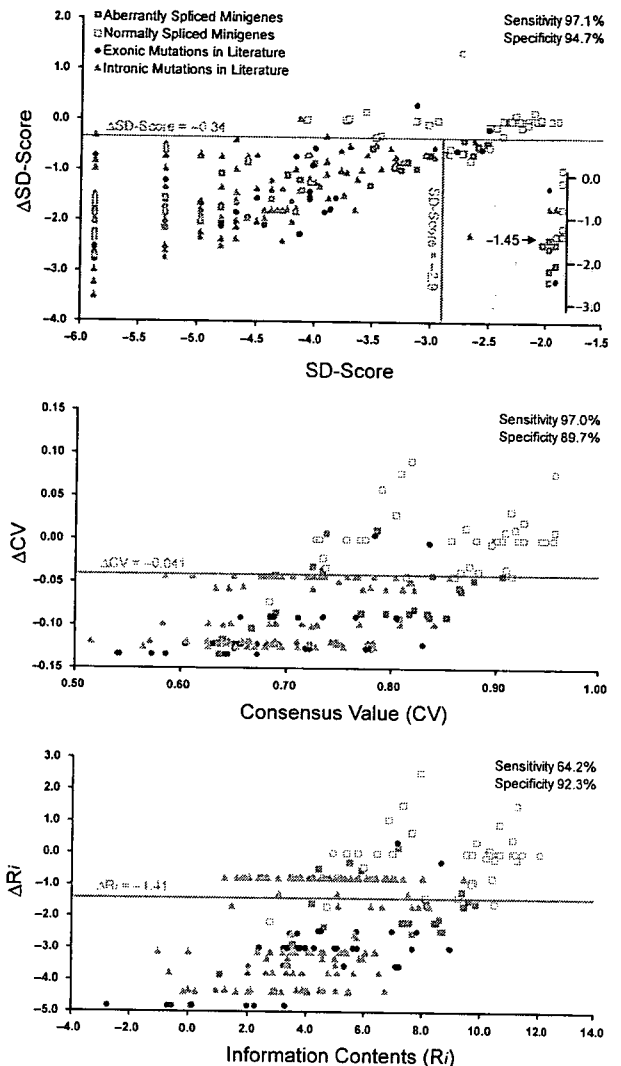 Aberrantly Spliced Minigenes
Normally Spliced Minigenes
Exonic Mutations in Literature
Intronic Mutations in Literature
Sensitivity 97.1%
Specificity 94.7%
2.0
1.0
0.0
-1.0
-2.0
-3.0
-4.0
ΔSD-Score
ΔSD-Score = -0.34
SD-Score =
0.0
-1.0
-1.45
-2.0
-3.0
-6.0 -5.5 -5.0 -4.5 -4.0 -3.5 -3.0 -2.5 -2.0 -1.5
SD-Score
Sensitivity 97.0%
Specificity 89.7%
0.15
0.10
0.05
0.00
-0.05
-0.10
-0.15
ΔCV
ΔCV = -0.041
0.50 0.60 0.70 0.80 0.90 1.00
Consensus Value (CV)
Sensitivity 64.2%
Specificity 92.3%
3.0
2.0
1.0
0.0
-1.0
-2.0
-3.0
-4.0
-5.0
ΔRi
ΔRi = -1.41
-4.0 -2.0 0.0 2.0 4.0 6.0 8.0 10.0 12.0 14.0
Information Contents (Ri)